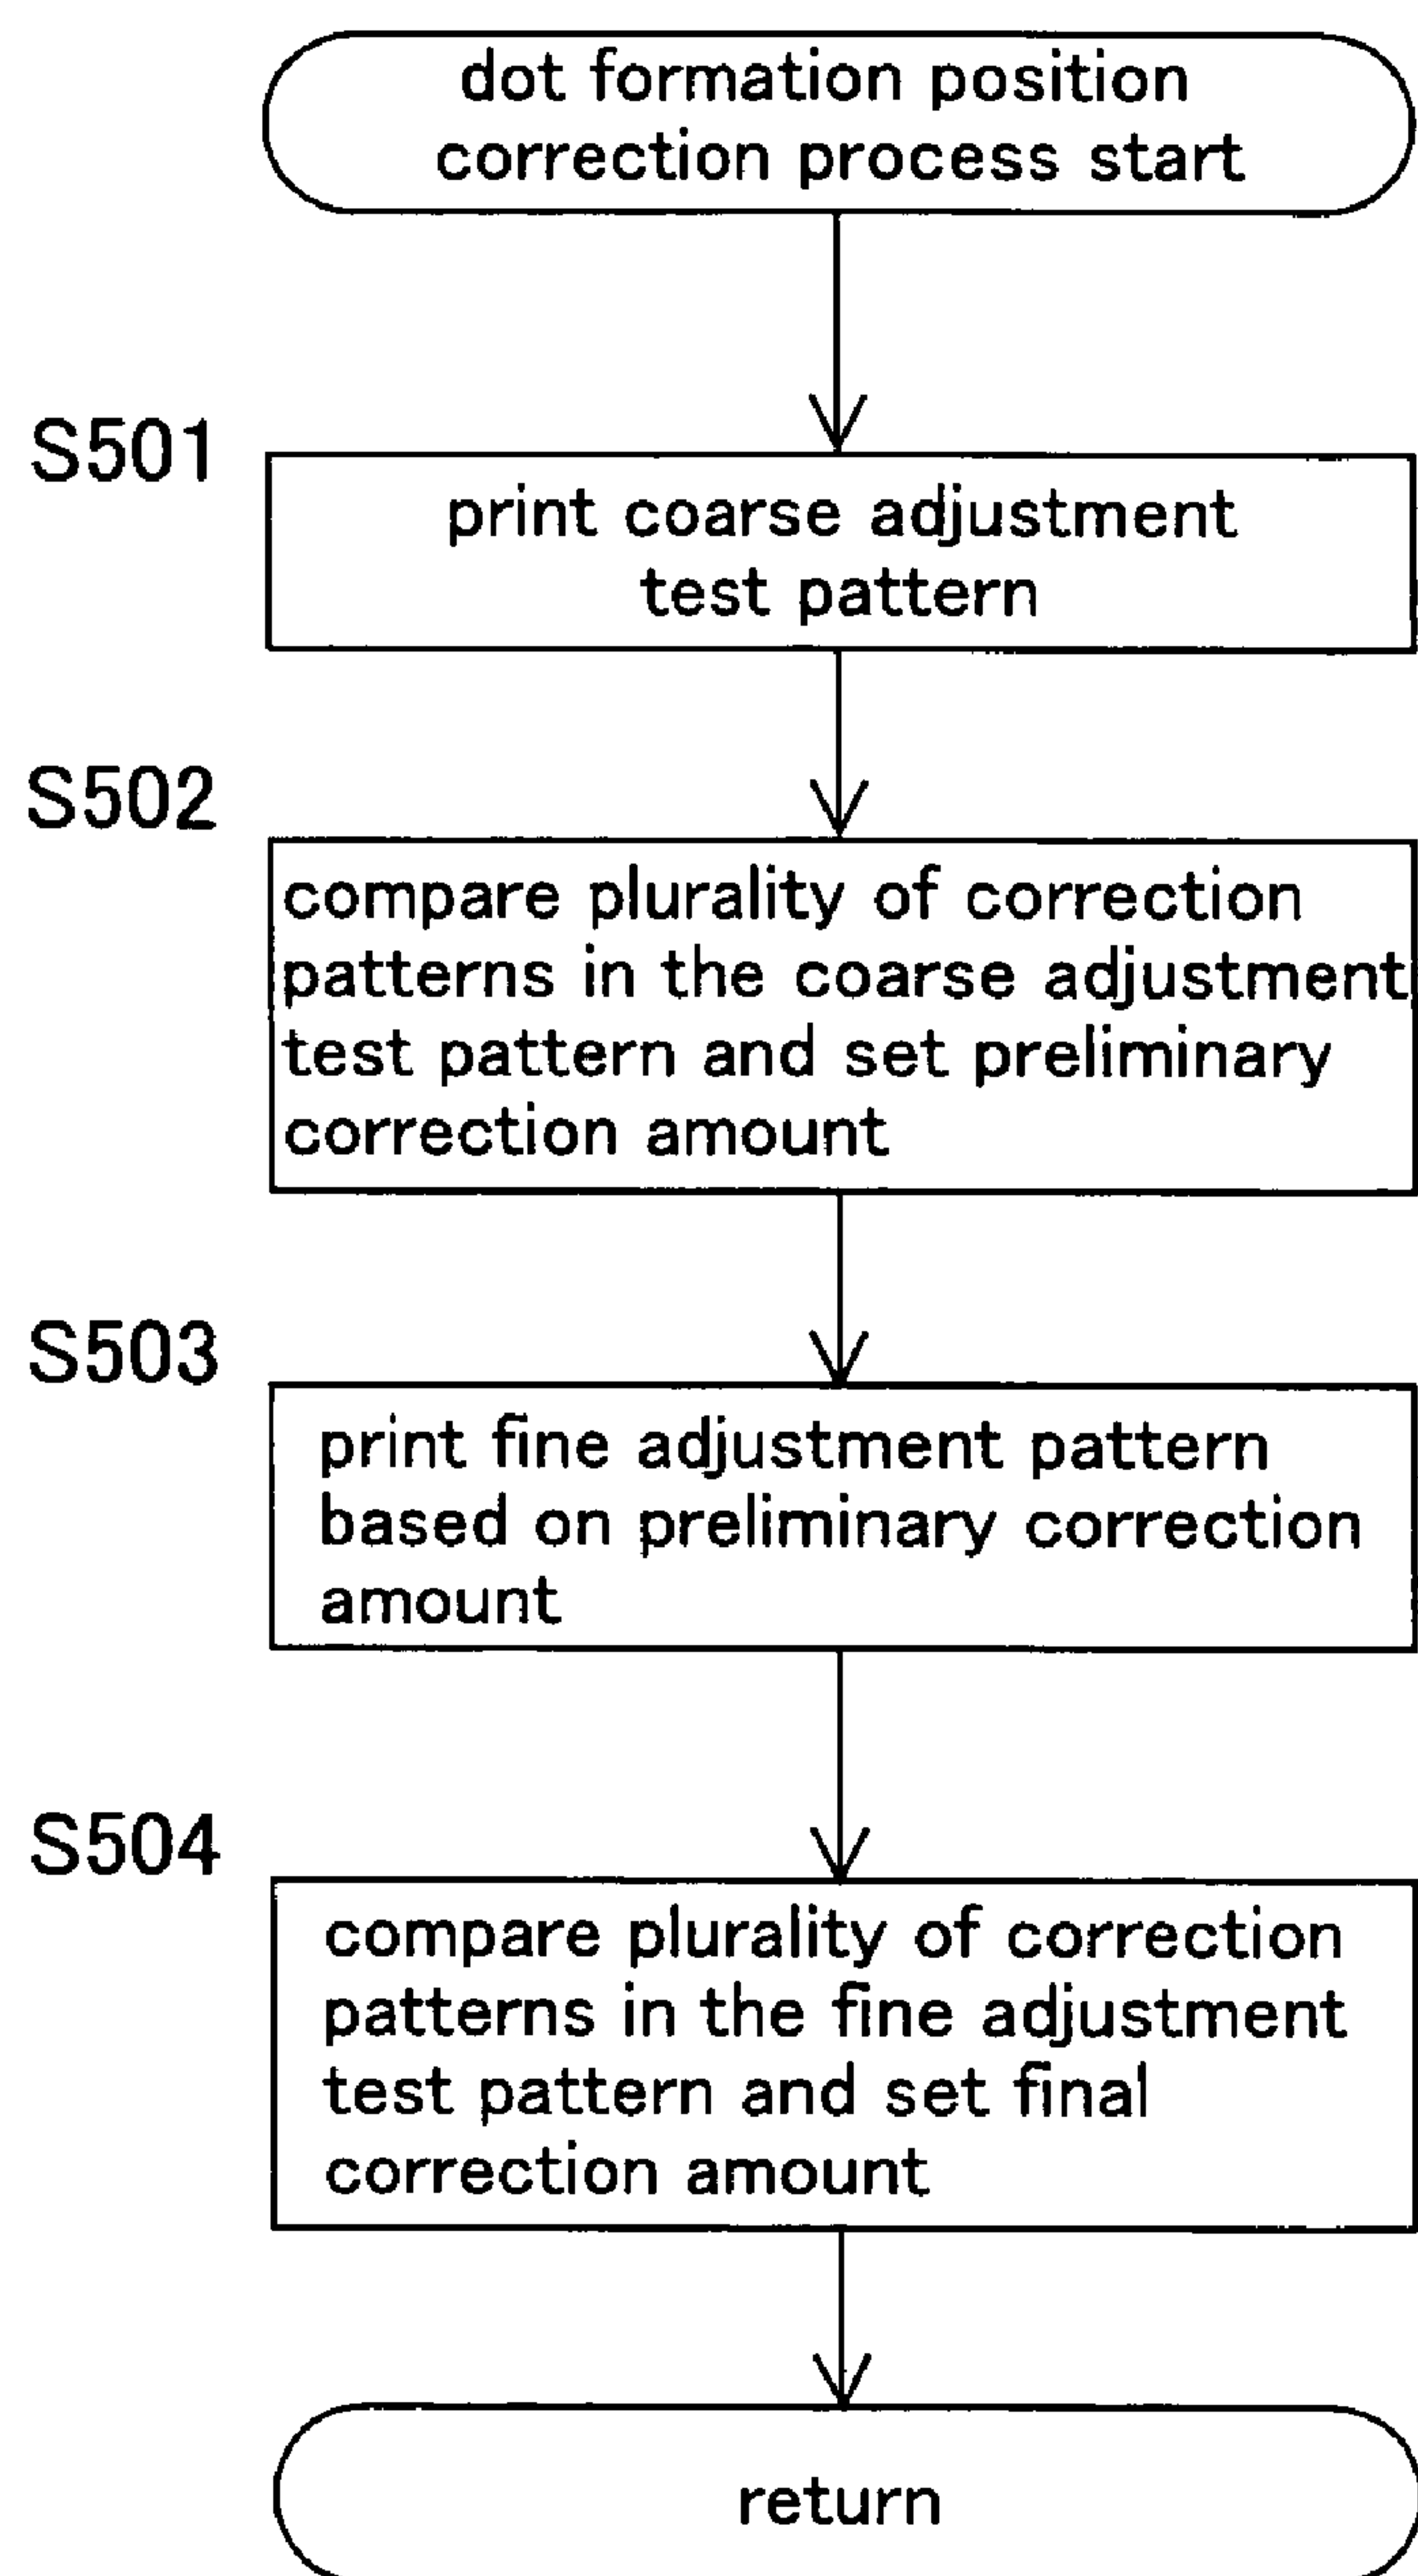 dot formation position
correction process start
S501
print coarse adjustment
test pattern
S502
compare plurality of correction
patterns in the coarse adjustment
test pattern and set preliminary
correction amount
S503
print fine adjustment pattern
based on preliminary correction
amount
S504
compare plurality of correction
patterns in the fine adjustment
test pattern and set final
correction amount
return